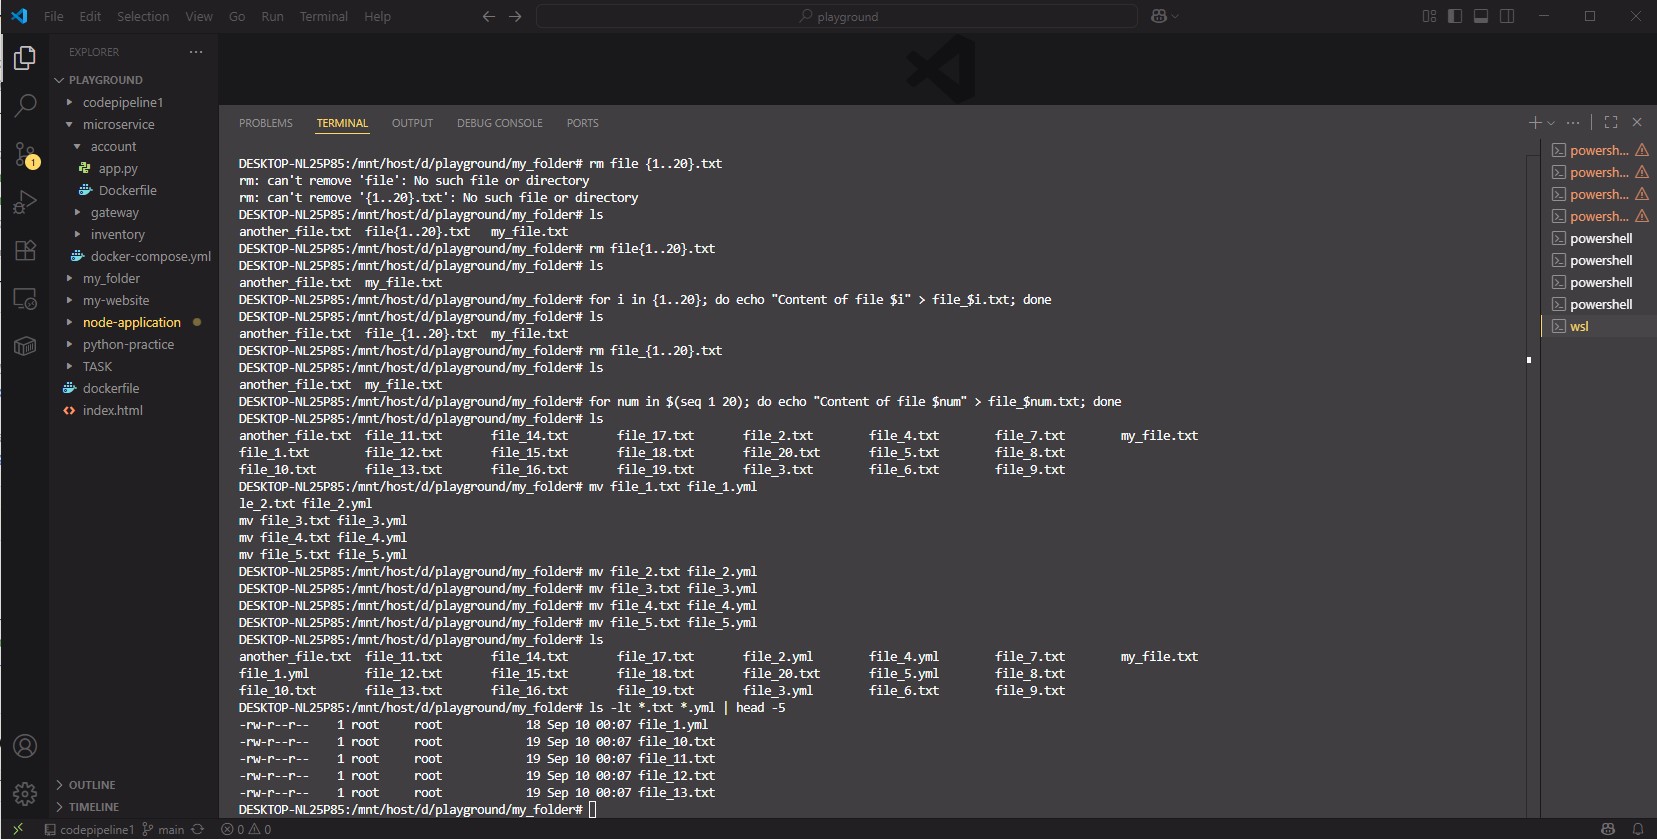 File Edit Selection View Go Run Terminal Help
playground
EXPLORER
PLAYGROUND
codepipeline1
microservice
account
app.py
Dockerfile
gateway
inventory
docker-compose.yml
my_folder
my-website
node-application
python-practice
TASK
dockerfile
index.html
OUTLINE
TIMELINE
1
PROBLEMS TERMINAL OUTPUT DEBUG CONSOLE PORTS
DESKTOP-NL25P85:/mnt/host/d/playground/my_folder# rm file {1..20}.txt
rm: can't remove 'file': No such file or directory
rm: can't remove '{1..20}.txt': No such file or directory
DESKTOP-NL25P85:/mnt/host/d/playground/my_folder# ls
another_file.txt file{1..20}.txt my_file.txt
DESKTOP-NL25P85:/mnt/host/d/playground/my_folder# rm file{1..20}.txt
DESKTOP-NL25P85:/mnt/host/d/playground/my_folder# ls
another_file.txt my_file.txt
DESKTOP-NL25P85:/mnt/host/d/playground/my_folder# for i in {1..20}; do echo "Content of file $i" > file_$i.txt; done
DESKTOP-NL25P85:/mnt/host/d/playground/my_folder# ls
another_file.txt file_{1..20}.txt my_file.txt
DESKTOP-NL25P85:/mnt/host/d/playground/my_folder# rm file_{1..20}.txt
DESKTOP-NL25P85:/mnt/host/d/playground/my_folder# ls
another_file.txt my_file.txt
DESKTOP-NL25P85:/mnt/host/d/playground/my_folder# for num in $(seq 1 20); do echo "Content of file $num" > file_$num.txt; done
DESKTOP-NL25P85:/mnt/host/d/playground/my_folder# ls
another_file.txt file_11.txt file_14.txt file_17.txt file_2.txt file_4.txt file_7.txt my_file.txt
file_1.txt file_12.txt file_15.txt file_18.txt file_20.txt file_5.txt file_8.txt
file_10.txt file_13.txt file_16.txt file_19.txt file_3.txt file_6.txt file_9.txt
DESKTOP-NL25P85:/mnt/host/d/playground/my_folder# mv file_1.txt file_1.yml
le_2.txt file_2.yml
mv file_3.txt file_3.yml
mv file_4.txt file_4.yml
mv file_5.txt file_5.yml
DESKTOP-NL25P85:/mnt/host/d/playground/my_folder# mv file_2.txt file_2.yml
DESKTOP-NL25P85:/mnt/host/d/playground/my_folder# mv file_3.txt file_3.yml
DESKTOP-NL25P85:/mnt/host/d/playground/my_folder# mv file_4.txt file_4.yml
DESKTOP-NL25P85:/mnt/host/d/playground/my_folder# mv file_5.txt file_5.yml
DESKTOP-NL25P85:/mnt/host/d/playground/my_folder# ls
another_file.txt file_11.txt file_14.txt file_17.txt file_2.yml file_4.yml file_7.txt my_file.txt
file_1.yml file_12.txt file_15.txt file_18.txt file_20.txt file_5.yml file_8.txt
file_10.txt file_13.txt file_16.txt file_19.txt file_3.yml file_6.txt file_9.txt
DESKTOP-NL25P85:/mnt/host/d/playground/my_folder# ls -lt *.txt *.yml | head -5
-rw-r--r-- 1 root root 18 Sep 10 00:07 file_1.yml
-rw-r--r-- 1 root root 19 Sep 10 00:07 file_10.txt
-rw-r--r-- 1 root root 19 Sep 10 00:07 file_11.txt
-rw-r--r-- 1 root root 19 Sep 10 00:07 file_12.txt
-rw-r--r-- 1 root root 19 Sep 10 00:07 file_13.txt
DESKTOP-NL25P85:/mnt/host/d/playground/my_folder#
powersh...
powersh...
powersh...
powersh...
powershell
powershell
powershell
powershell
wsl
codepipeline1 main 0 0